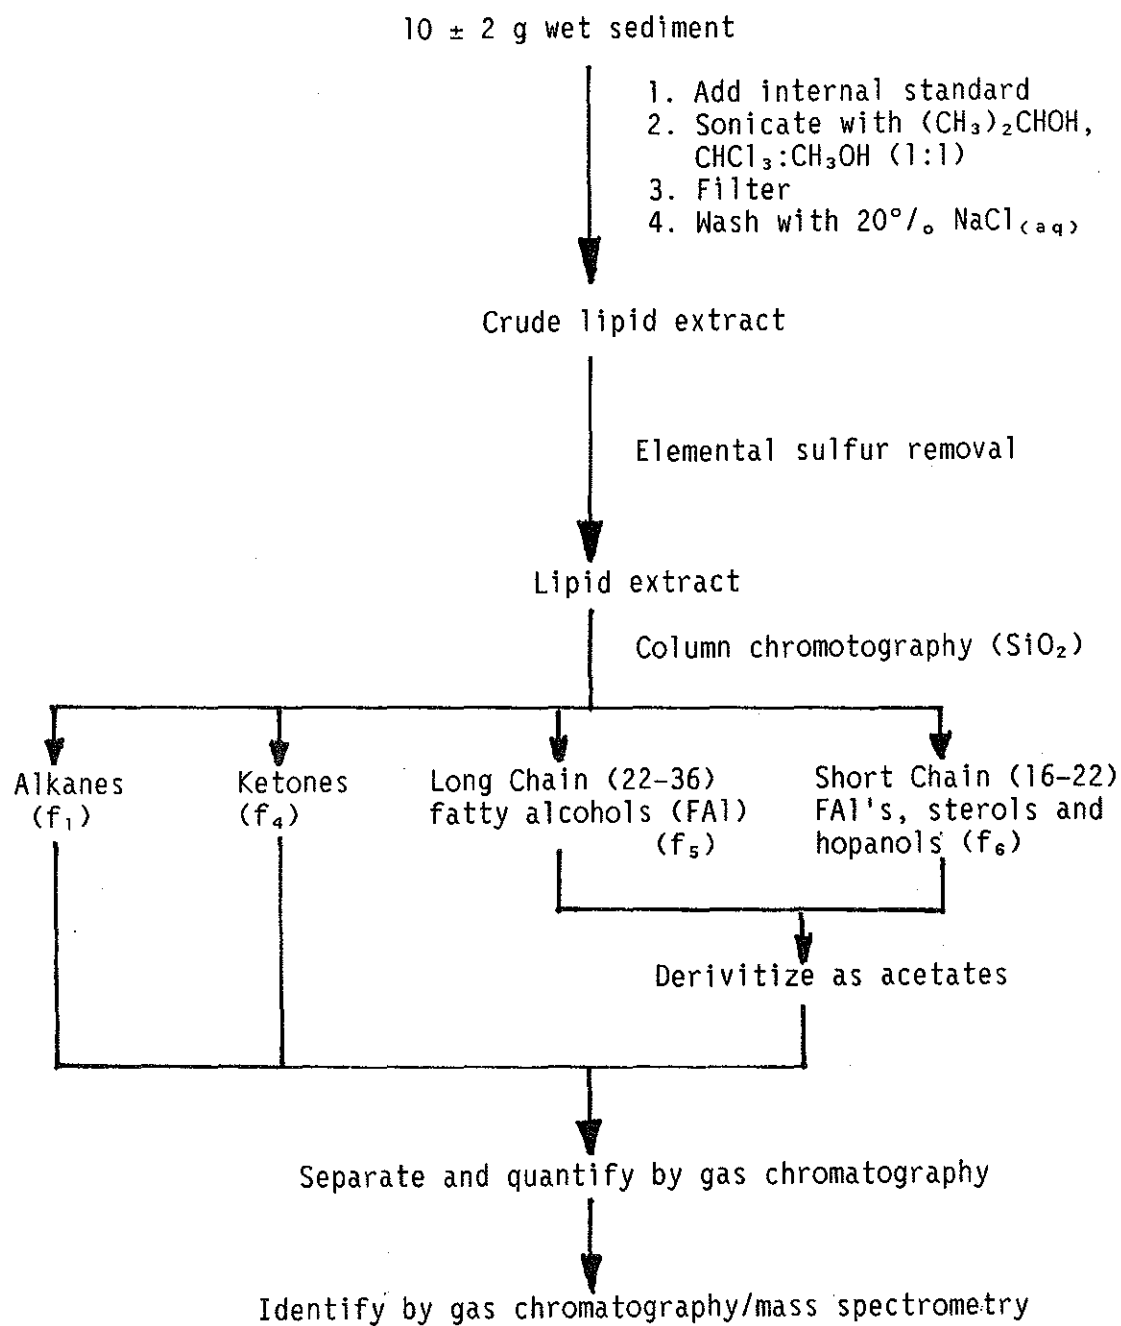 10 ± 2 g wet sediment
1. Add internal standard
2. Sonicate with (CH₃)₂CHOH,
CHCl₃:CH₃OH (1:1)
3. Filter
4. Wash with 20°/ₒ NaCl₍ₐq₎
Crude lipid extract
Elemental sulfur removal
Lipid extract
Column chromotography (SiO₂)
Alkanes
(f₁)
Ketones
(f₄)
Long Chain (22-36)
fatty alcohols (FAl)
(f₅)
Short Chain (16-22)
FAl's, sterols and
hopanols (f₆)
Derivitize as acetates
Separate and quantify by gas chromatography
Identify by gas chromatography/mass spectrometry